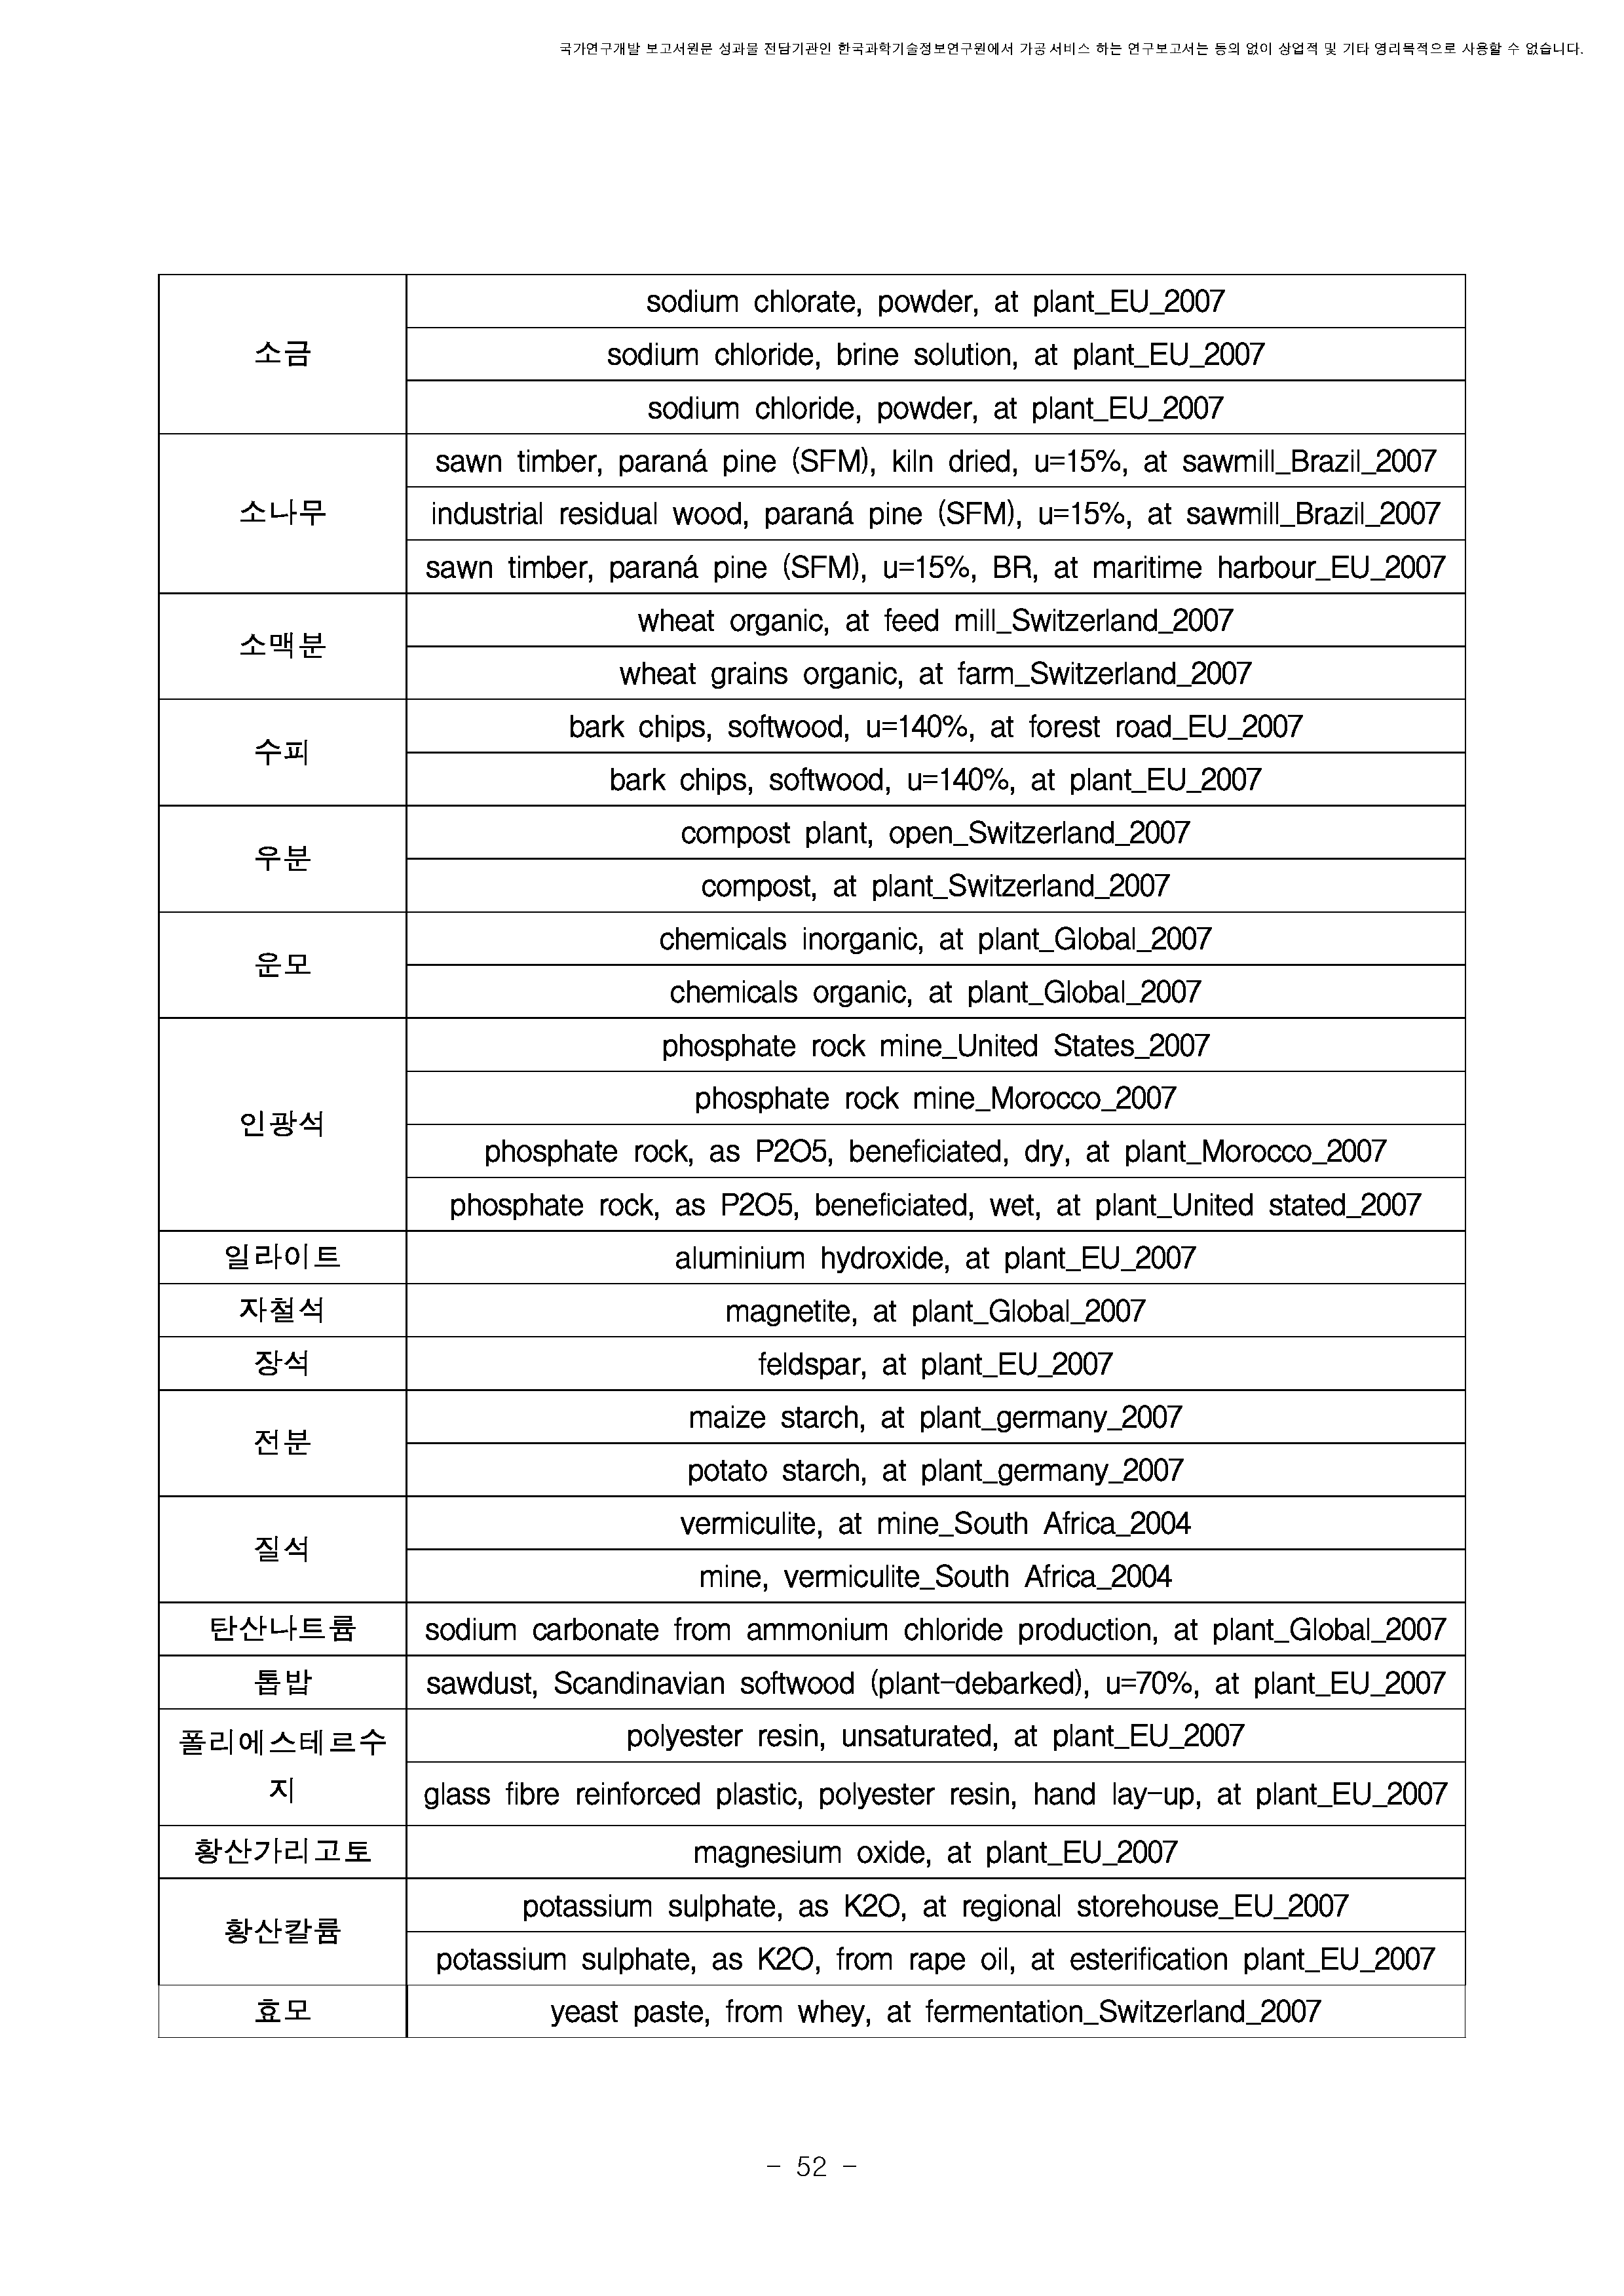 국가연구개발 보고서원문 성과물 전담기관인 한국과학기술정보연구원에서 가공·서비스 하는 연구보고서는 동의 없이 상업적 및 기타 영리목적으로 사용할 수 없습니다.
소금
sodium chlorate, powder, at plant_EU_2007
sodium chloride, brine solution, at plant_EU_2007
sodium chloride, powder, at plant_EU_2007
소나무
sawn timber, paraná pine (SFM), kiln dried, u=15%, at sawmill_Brazil_2007
industrial residual wood, paraná pine (SFM), u=15%, at sawmill_Brazil_2007
sawn timber, paraná pine (SFM), u=15%, BR, at maritime harbour_EU_2007
소맥분
wheat organic, at feed mill_Switzerland_2007
wheat grains organic, at farm_Switzerland_2007
수피
bark chips, softwood, u=140%, at forest road_EU_2007
bark chips, softwood, u=140%, at plant_EU_2007
우분
compost plant, open_Switzerland_2007
compost, at plant_Switzerland_2007
운모
chemicals inorganic, at plant_Global_2007
chemicals organic, at plant_Global_2007
인광석
phosphate rock mine_United States_2007
phosphate rock mine_Morocco_2007
phosphate rock, as P2O5, beneficiated, dry, at plant_Morocco_2007
phosphate rock, as P2O5, beneficiated, wet, at plant_United stated_2007
일라이트
aluminium hydroxide, at plant_EU_2007
자철석
magnetite, at plant_Global_2007
장석
feldspar, at plant_EU_2007
전분
maize starch, at plant_germany_2007
potato starch, at plant_germany_2007
질석
vermiculite, at mine_South Africa_2004
mine, vermiculite_South Africa_2004
탄산나트륨
sodium carbonate from ammonium chloride production, at plant_Global_2007
톱밥
sawdust, Scandinavian softwood (plant-debarked), u=70%, at plant_EU_2007
폴리에스테르수
지
polyester resin, unsaturated, at plant_EU_2007
glass fibre reinforced plastic, polyester resin, hand lay-up, at plant_EU_2007
황산가리고토
magnesium oxide, at plant_EU_2007
황산칼륨
potassium sulphate, as K2O, at regional storehouse_EU_2007
potassium sulphate, as K2O, from rape oil, at esterification plant_EU_2007
효모
yeast paste, from whey, at fermentation_Switzerland_2007
- 52 -